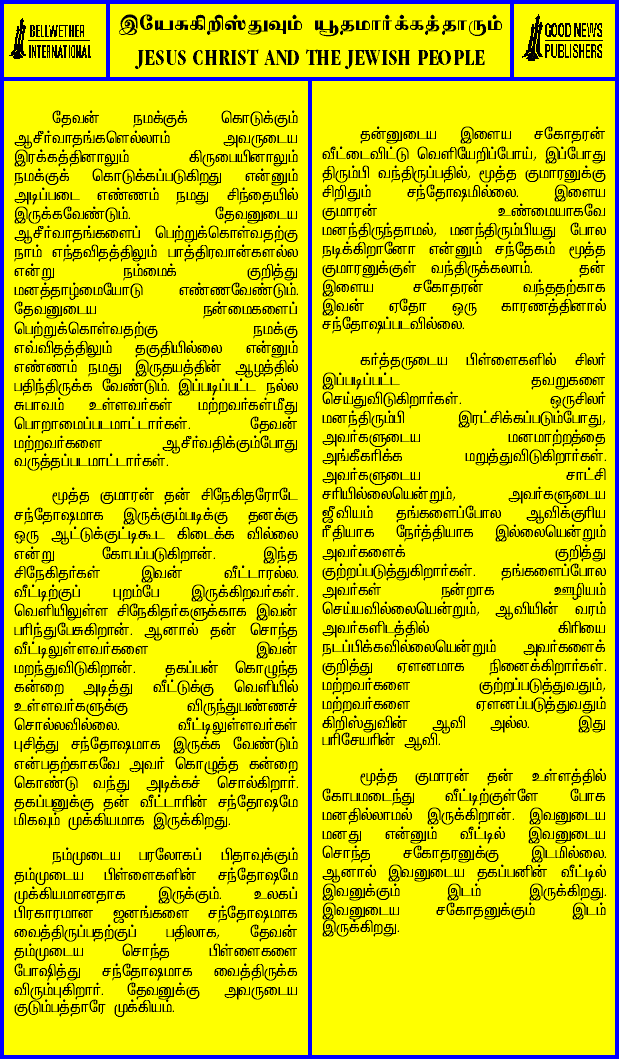 BELLWETHER
INTERNATIONAL
இயேசுகிறிஸ்துவும் யூதமார்க்கத்தாரும்
JESUS CHRIST AND THE JEWISH PEOPLE
GOOD NEWS
PUBLISHERS
தேவன் நமக்குக் கொடுக்கும்
ஆசீர்வாதங்களெல்லாம் அவருடைய
இரக்கத்தினாலும் கிருபையினாலும்
நமக்குக் கொடுக்கப்படுகிறது என்னும்
அடிப்படை எண்ணம் நமது சிந்தையில்
இருக்கவேண்டும். தேவனுடைய
ஆசீர்வாதங்களைப் பெற்றுக்கொள்வதற்கு
நாம் எந்தவிதத்திலும் பாத்திரவான்களல்ல
என்று நம்மைக் குறித்து
மனத்தாழ்மையோடு எண்ணவேண்டும்.
தேவனுடைய நன்மைகளைப்
பெற்றுக்கொள்வதற்கு நமக்கு
எவ்விதத்திலும் தகுதியில்லை என்னும்
எண்ணம் நமது இருதயத்தின் ஆழத்தில்
பதிந்திருக்க வேண்டும். இப்படிப்பட்ட நல்ல
சுபாவம் உள்ளவர்கள் மற்றவர்கள்மீது
பொறாமைப்படமாட்டார்கள். தேவன்
மற்றவர்களை ஆசீர்வதிக்கும்போது
வருத்தப்படமாட்டார்கள்.
மூத்த குமாரன் தன் சிநேகிதரோடே
சந்தோஷமாக இருக்கும்படிக்கு தனக்கு
ஒரு ஆட்டுக்குட்டிகூட கிடைக்க வில்லை
என்று கோபப்படுகிறான். இந்த
சிநேகிதர்கள் இவன் வீட்டாரல்ல.
வீட்டிற்குப் புறம்பே இருக்கிறவர்கள்.
வெளியிலுள்ள சிநேகிதர்களுக்காக இவன்
பரிந்துபேசுகிறான். ஆனால் தன் சொந்த
வீட்டிலுள்ளவர்களை இவன்
மறந்துவிடுகிறான். தகப்பன் கொழுந்த
கன்றை அடித்து வீட்டுக்கு வெளியில்
உள்ளவர்களுக்கு விருந்துபண்ணச்
சொல்லவில்லை. வீட்டிலுள்ளவர்கள்
புசித்து சந்தோஷமாக இருக்க வேண்டும்
என்பதற்காகவே அவர் கொழுத்த கன்றை
கொண்டு வந்து அடிக்கச் சொல்கிறார்.
தகப்பனுக்கு தன் வீட்டாரின் சந்தோஷமே
மிகவும் முக்கியமாக இருக்கிறது.
நம்முடைய பரலோகப் பிதாவுக்கும்
தம்முடைய பிள்ளைகளின் சந்தோஷமே
முக்கியமானதாக இருக்கும். உலகப்
பிரகாரமான ஜனங்களை சந்தோஷமாக
வைத்திருப்பதற்குப் பதிலாக, தேவன்
தம்முடைய சொந்த பிள்ளைகளை
போஷித்து சந்தோஷமாக வைத்திருக்க
விரும்புகிறார். தேவனுக்கு அவருடைய
குடும்பத்தாரே முக்கியம்.
தன்னுடைய இளைய சகோதரன்
வீட்டைவிட்டு வெளியேறிப்போய், இப்போது
திரும்பி வந்திருப்பதில், மூத்த குமாரனுக்கு
சிறிதும் சந்தோஷமில்லை. இளைய
குமாரன் உண்மையாகவே
மனந்திருந்தாமல், மனந்திரும்பியது போல
நடிக்கிறானோ என்னும் சந்தேகம் மூத்த
குமாரனுக்குள் வந்திருக்கலாம். தன்
இளைய சகோதரன் வந்ததற்காக
இவன் ஏதோ ஒரு காரணத்தினால்
சந்தோஷப்படவில்லை.
கர்த்தருடைய பிள்ளைகளில் சிலர்
இப்படிப்பட்ட தவறுகளை
செய்துவிடுகிறார்கள். ஒருசிலர்
மனந்திரும்பி இரட்சிக்கப்படும்போது,
அவர்களுடைய மனமாற்றத்தை
அங்கீகரிக்க மறுத்துவிடுகிறார்கள்.
அவர்களுடைய சாட்சி
சரியில்லையென்றும், அவர்களுடைய
ஜீவியம் தங்களைப்போல ஆவிக்குரிய
ரீதியாக நேர்த்தியாக இல்லையென்றும்
அவர்களைக் குறித்து
குற்றப்படுத்துகிறார்கள். தங்களைப்போல
அவர்கள் நன்றாக ஊழியம்
செய்யவில்லையென்றும், ஆவியின் வரம்
அவர்களிடத்தில் கிரியை
நடப்பிக்கவில்லையென்றும் அவர்களைக்
குறித்து ஏளனமாக நினைக்கிறார்கள்.
மற்றவர்களை குற்றப்படுத்துவதும்,
மற்றவர்களை ஏளனப்படுத்துவதும்
கிறிஸ்துவின் ஆவி அல்ல. இது
பரிசேயரின் ஆவி.
மூத்த குமாரன் தன் உள்ளத்தில்
கோபமடைந்து வீட்டிற்குள்ளே போக
மனதில்லாமல் இருக்கிறான். இவனுடைய
மனது என்னும் வீட்டில் இவனுடைய
சொந்த சகோதரனுக்கு இடமில்லை.
ஆனால் இவனுடைய தகப்பனின் வீட்டில்
இவனுக்கும் இடம் இருக்கிறது.
இவனுடைய சகோதனுக்கும் இடம்
இருக்கிறது.